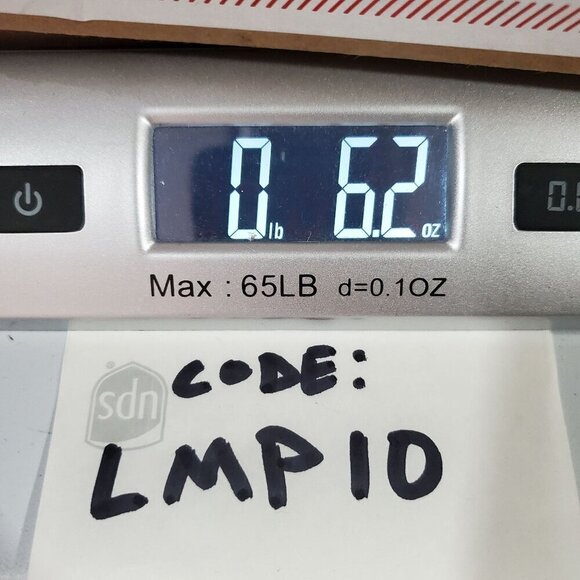 0 lb 6.2 oz
Max : 65LB d=0.1OZ
sdn
CODE:
LMP10